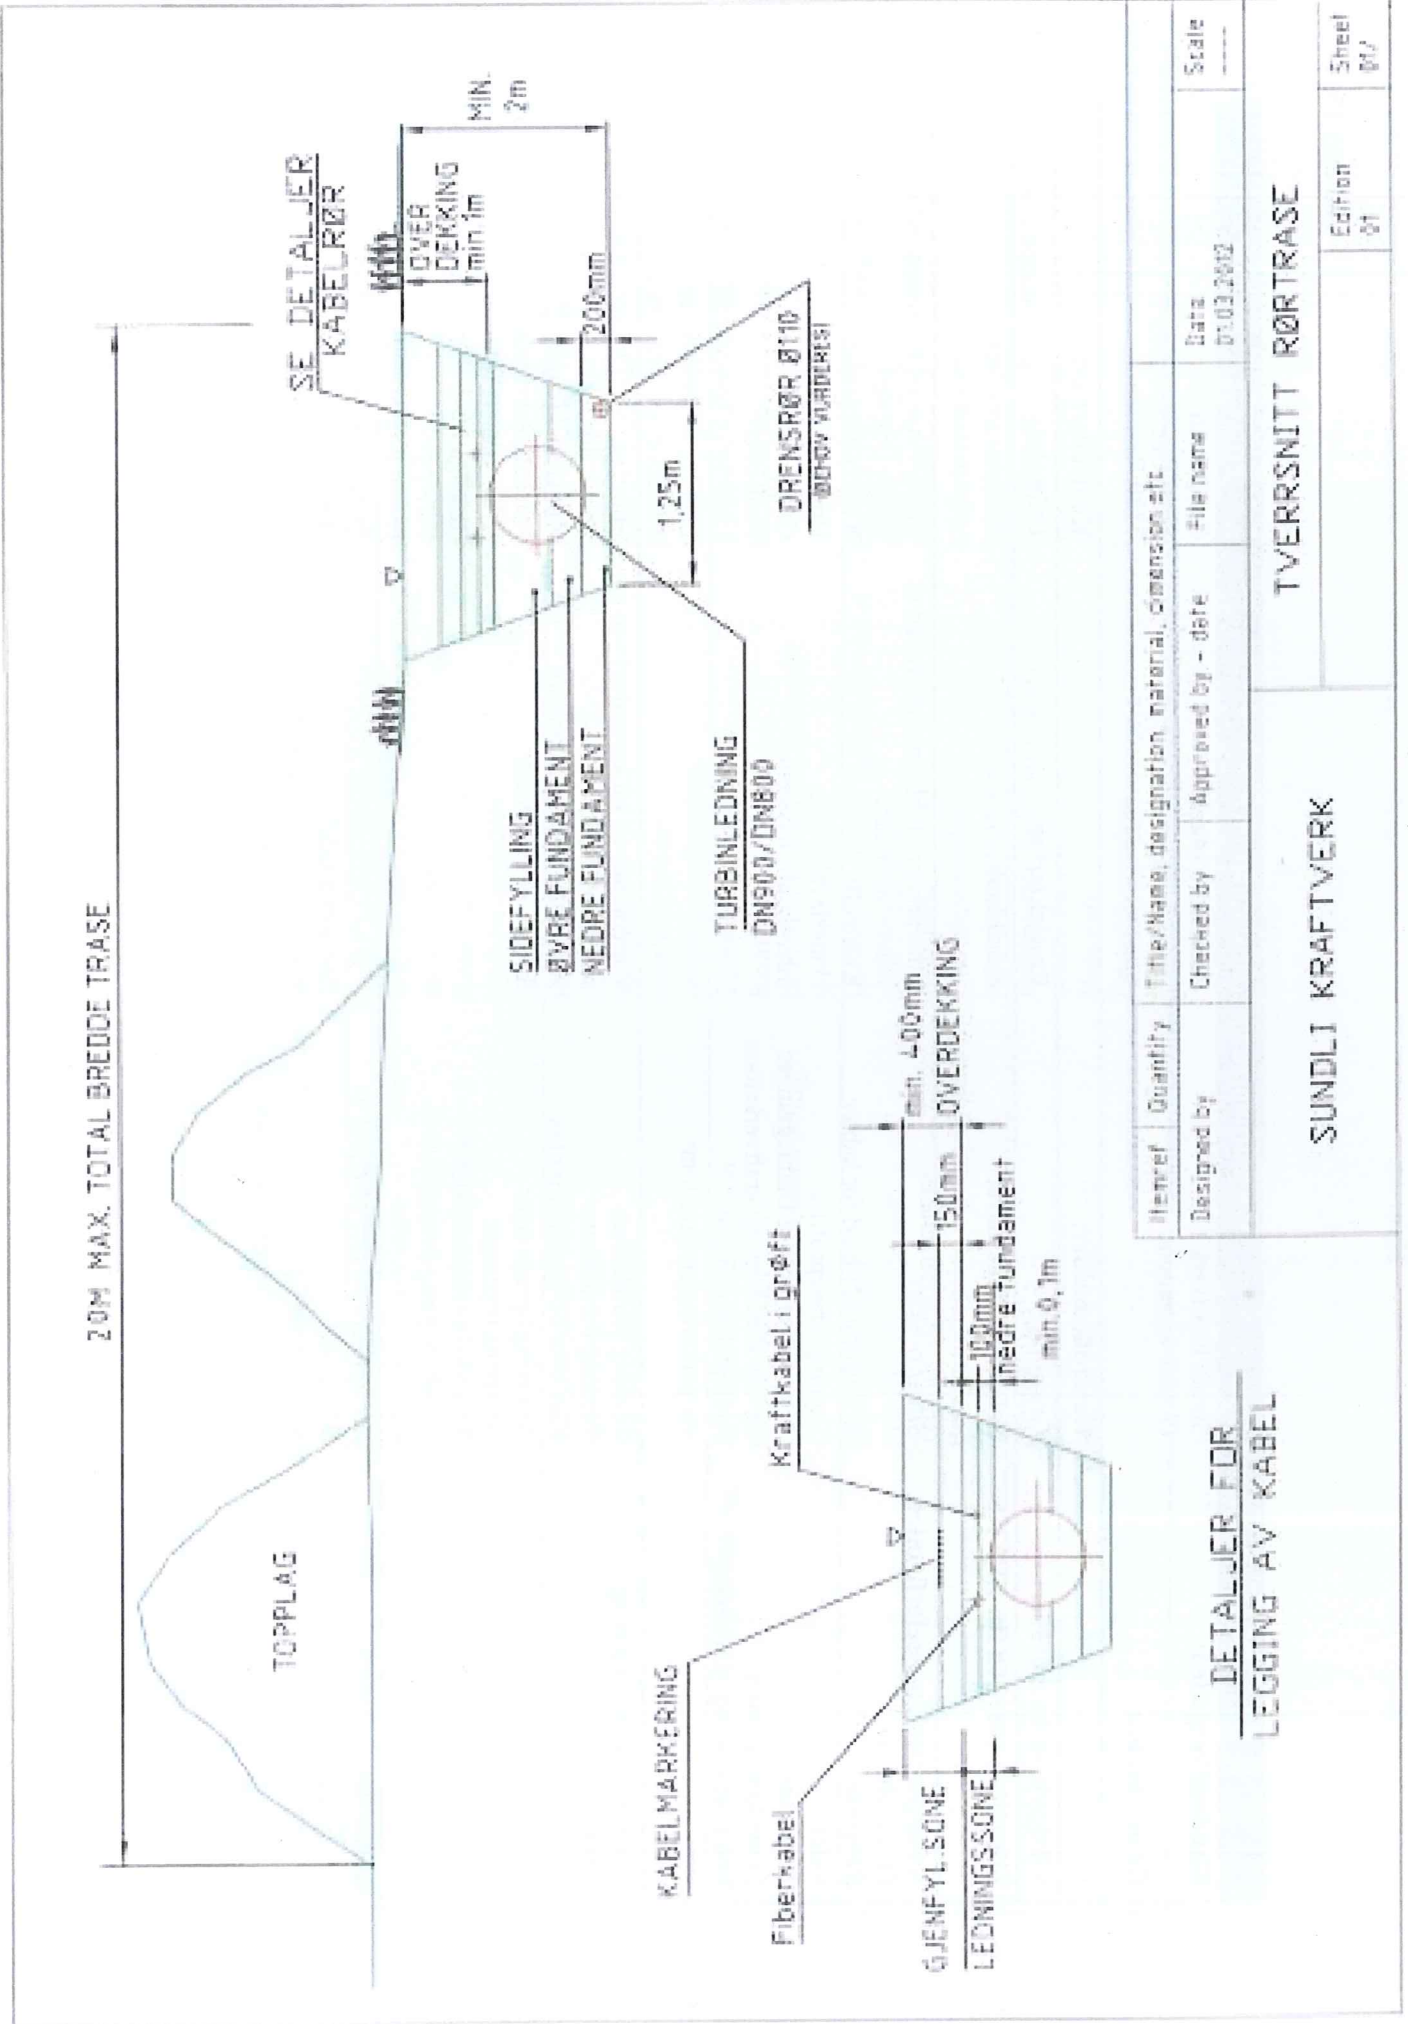 20M MAX. TOTAL BREDDE TRASE
TOPPLAG
SE DETALJER
KABELRØR
OVER
DEKKING
min 1m
MIN.
2m
200mm
1,25m
SIDEFYLLING
ØVRE FUNDAMENT
NEDRE FUNDAMENT
TURBINLEDNING
DN900/DN800
DRENSRØR Ø110
KABELMARKERING
Fiberkabel
Kraftkabel i grøft
min. 400mm
OVERDEKKING
150mm
100mm
nedre fundament
min.0,1m
GJENFYL.SONE
LEDNINGSSONE
DETALJER FOR
LEGGING AV KABEL
Itemref Quantity Title/Name, designation, material, dimension etc
Designed by Checked by Approved by - date File name Date Scale
01.03.2012 ----
SUNDLI KRAFTVERK
TVERRSNITT RØRTRASE
Edition Sheet
01